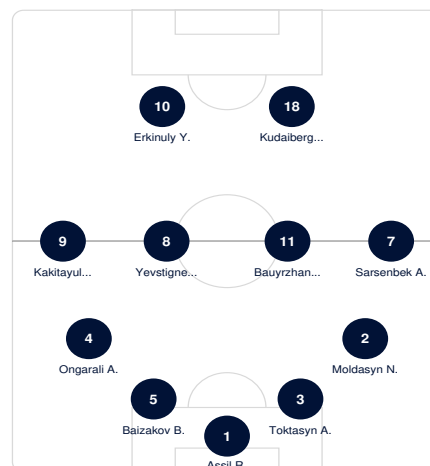 10
18
Erkinuly Y.
Kudaiberg...
9
8
11
7
Kakitayul...
Yevstigne...
Bauyrzhan...
Sarsenbek A.
4
2
Ongarali A.
Moldasyn N.
5
3
Baizakov B.
Toktasyn A.
1
Assil R.